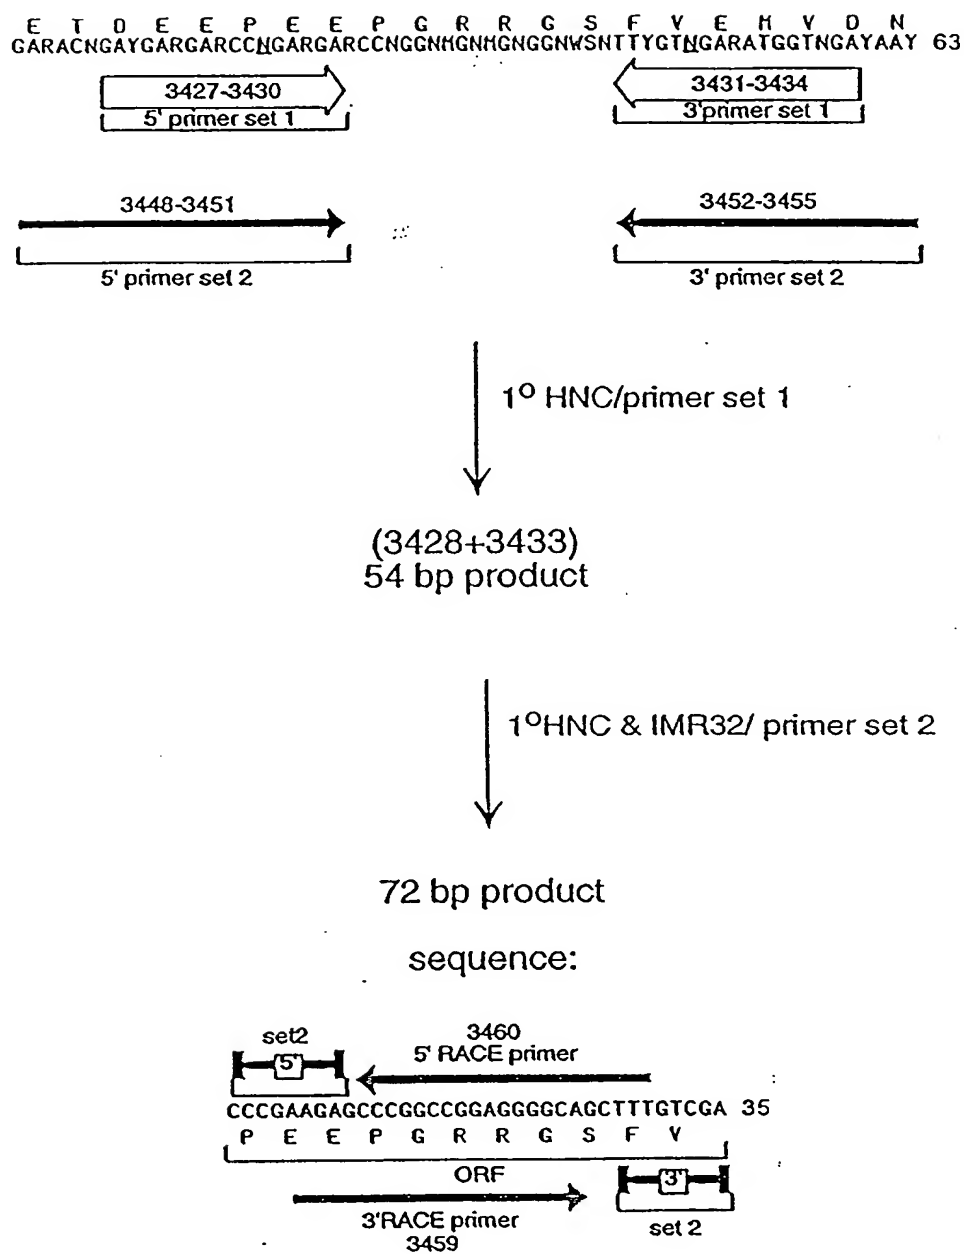 E T D E E P E E P G R R G S F V E M V D N
GARACNGAYGARGARCCNGARGARCCNGGNMGNMGNGGNWSNTTYGTNGARATGGTNGAYAAY 63
3427-3430 3431-3434
5' primer set 1 3'primer set 1
3448-3451 3452-3455
5' primer set 2 3' primer set 2
1º HNC/primer set 1
(3428+3433)
54 bp product
1ºHNC & IMR32/ primer set 2
72 bp product
sequence:
set2 3460
5' 5' RACE primer
CCCGAAGAGCCCGGCCGGAGGGGCAGCTTTGTCGA 35
P E E P G R R G S F V
ORF
3'
3'RACE primer set 2
3459